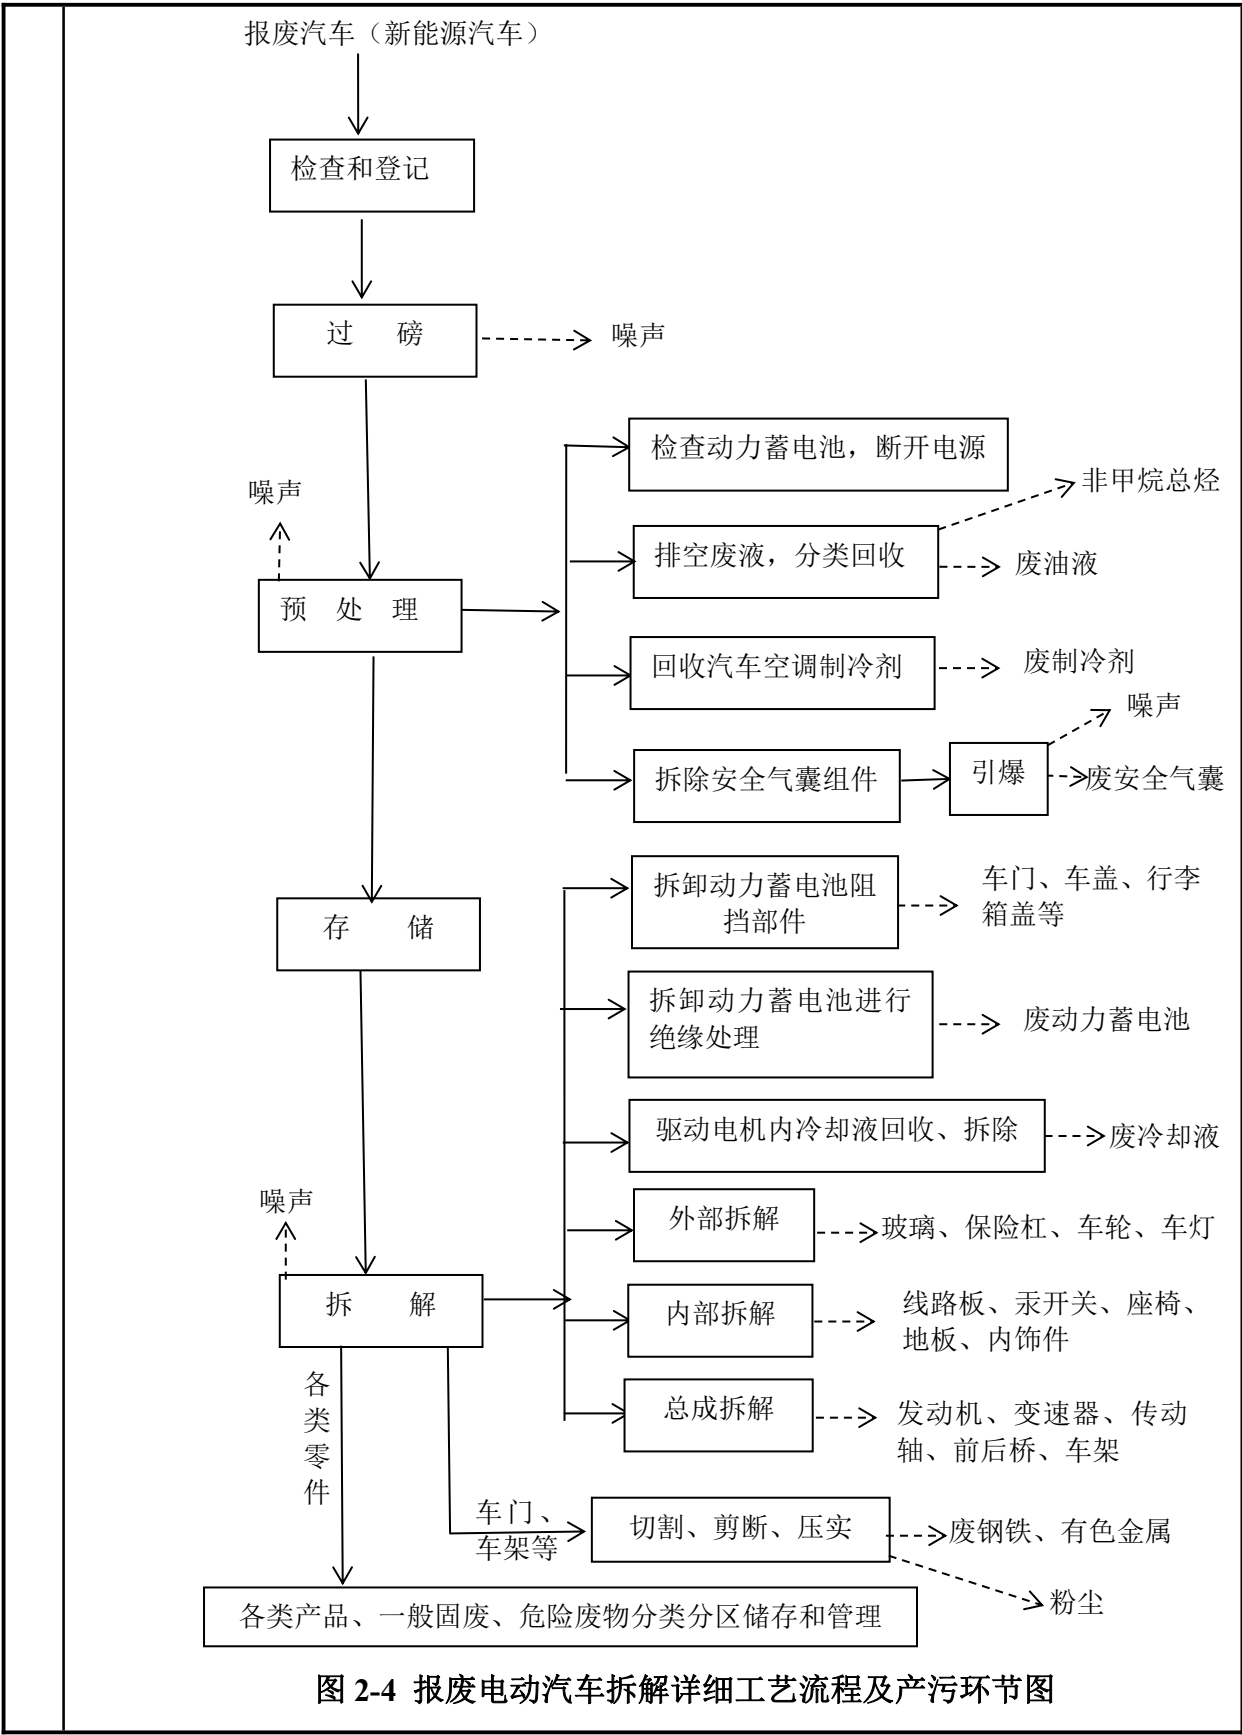 报废汽车（新能源汽车）
检查和登记
过 磅
噪声
检查动力蓄电池，断开电源
非甲烷总烃
噪声
排空废液，分类回收
废油液
预 处 理
回收汽车空调制冷剂
废制冷剂
噪声
拆除安全气囊组件
引爆
废安全气囊
拆卸动力蓄电池阻
挡部件
车门、车盖、行李
箱盖等
存 储
拆卸动力蓄电池进行
绝缘处理
废动力蓄电池
驱动电机内冷却液回收、拆除
废冷却液
噪声
外部拆解
玻璃、保险杠、车轮、车灯
拆 解
内部拆解
线路板、汞开关、座椅、
地板、内饰件
各
类
零
件
总成拆解
发动机、变速器、传动
轴、前后桥、车架
车门、
车架等
切割、剪断、压实
废钢铁、有色金属
粉尘
各类产品、一般固废、危险废物分类分区储存和管理
图 2-4 报废电动汽车拆解详细工艺流程及产污环节图